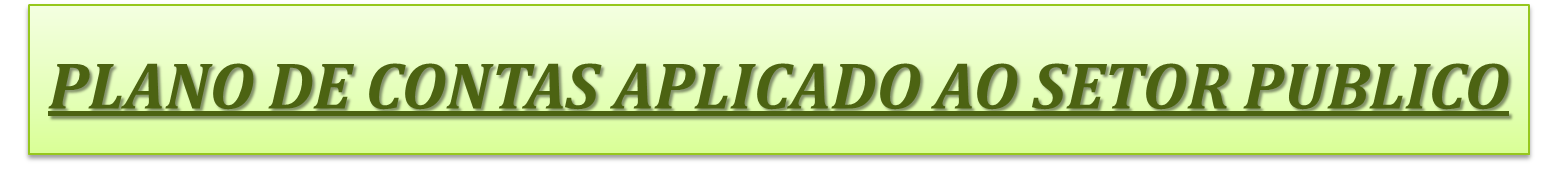 PLANO DE CONTAS APLICADO AO SETOR PUBLICO